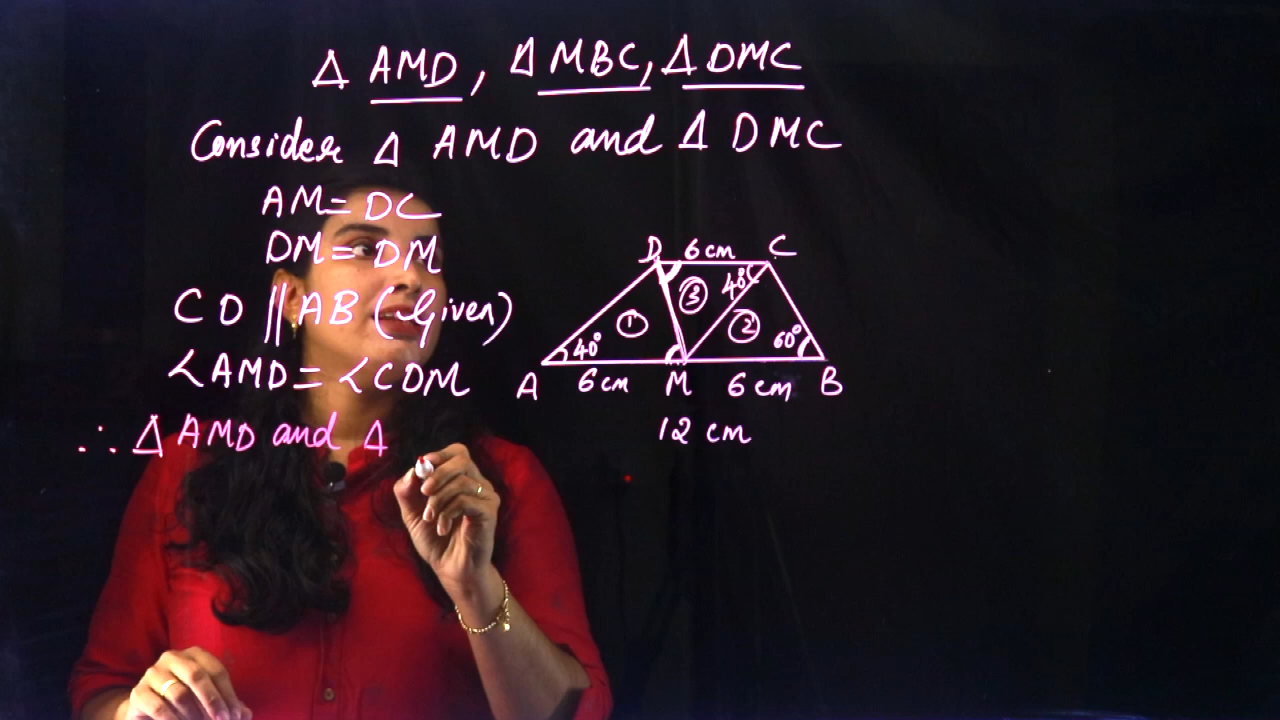 Δ AMD, Δ MBC, Δ DMC
Consider Δ AMD and Δ DMC
AM = DC
DM = DM
CD || AB (Given)
∠AMD = ∠CDM
∴ Δ AMD and Δ
D 6 cm C
③ 40°
① ②
40° 60°
A 6 cm M 6 cm B
12 cm